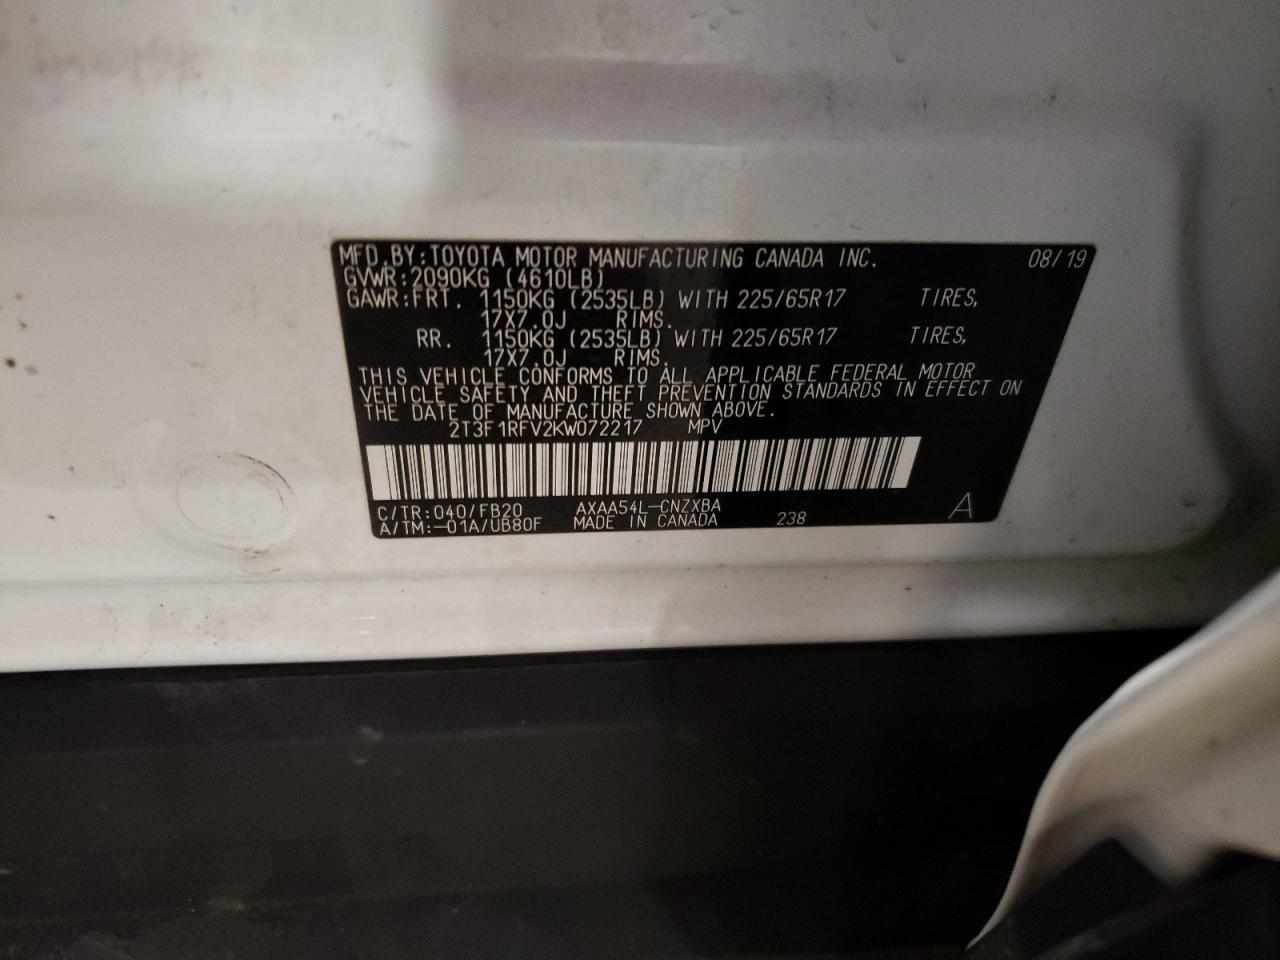 MFD.BY:TOYOTA MOTOR MANUFACTURING CANADA INC. 08/19
GVWR:2090KG (4610LB)
GAWR:FRT. 1150KG (2535LB) WITH 225/65R17 TIRES,
17X7.0J RIMS.
RR. 1150KG (2535LB) WITH 225/65R17 TIRES,
17X7.0J RIMS.
THIS VEHICLE CONFORMS TO ALL APPLICABLE FEDERAL MOTOR
VEHICLE SAFETY AND THEFT PREVENTION STANDARDS IN EFFECT ON
THE DATE OF MANUFACTURE SHOWN ABOVE.
2T3F1RFV2KW072217 MPV
C/TR:040/FB20 AXAA54L-CNZXBA
A/TM:-01A/UB80F MADE IN CANADA 238 A